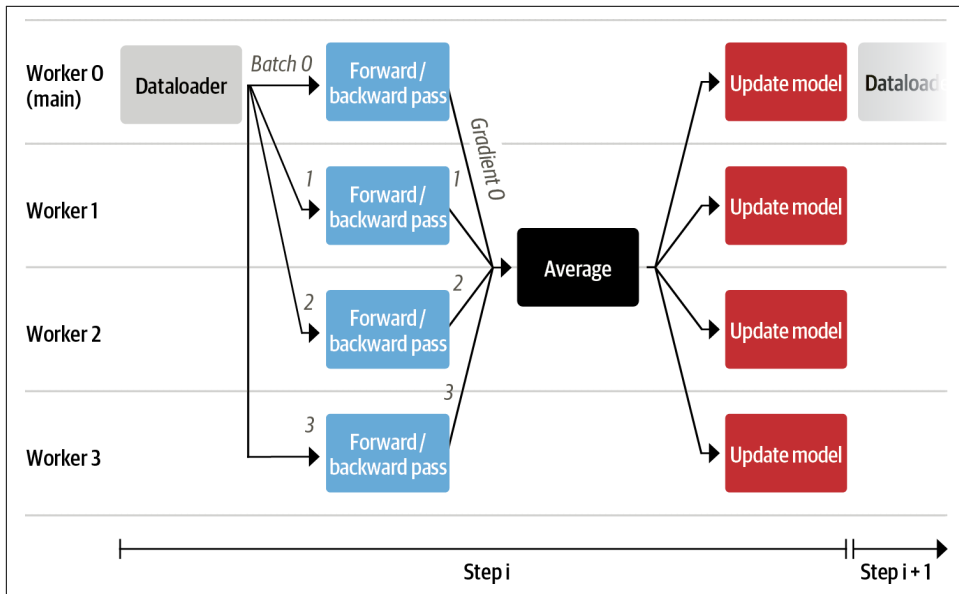 Worker 0
(main)
Dataloader
Batch 0
Forward /
backward pass
Gradient 0
Update model
Dataload
Worker 1
1
Forward /
backward pass
1
Update model
Average
Worker 2
2
Forward /
backward pass
2
Update model
Worker 3
3
Forward /
backward pass
3
Update model
Step i
Step i + 1